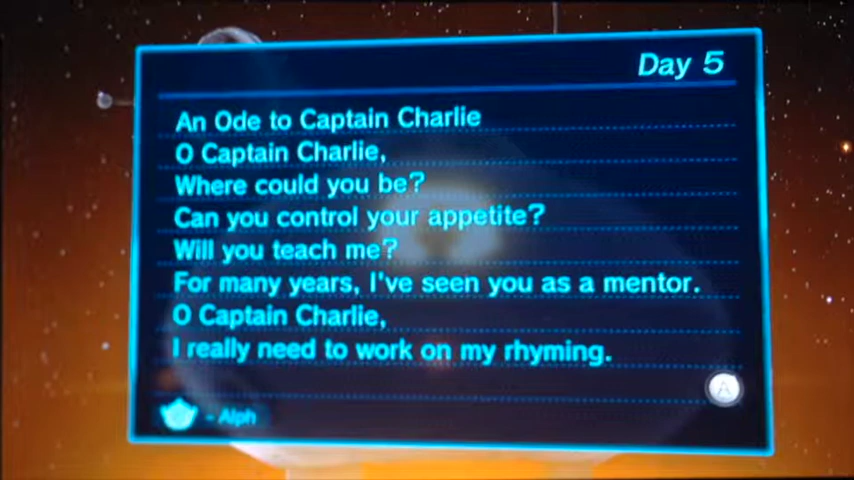 Day 5
An Ode to Captain Charlie
O Captain Charlie,
Where could you be?
Can you control your appetite?
Will you teach me?
For many years, I've seen you as a mentor.
O Captain Charlie,
I really need to work on my rhyming.
A
- Alph